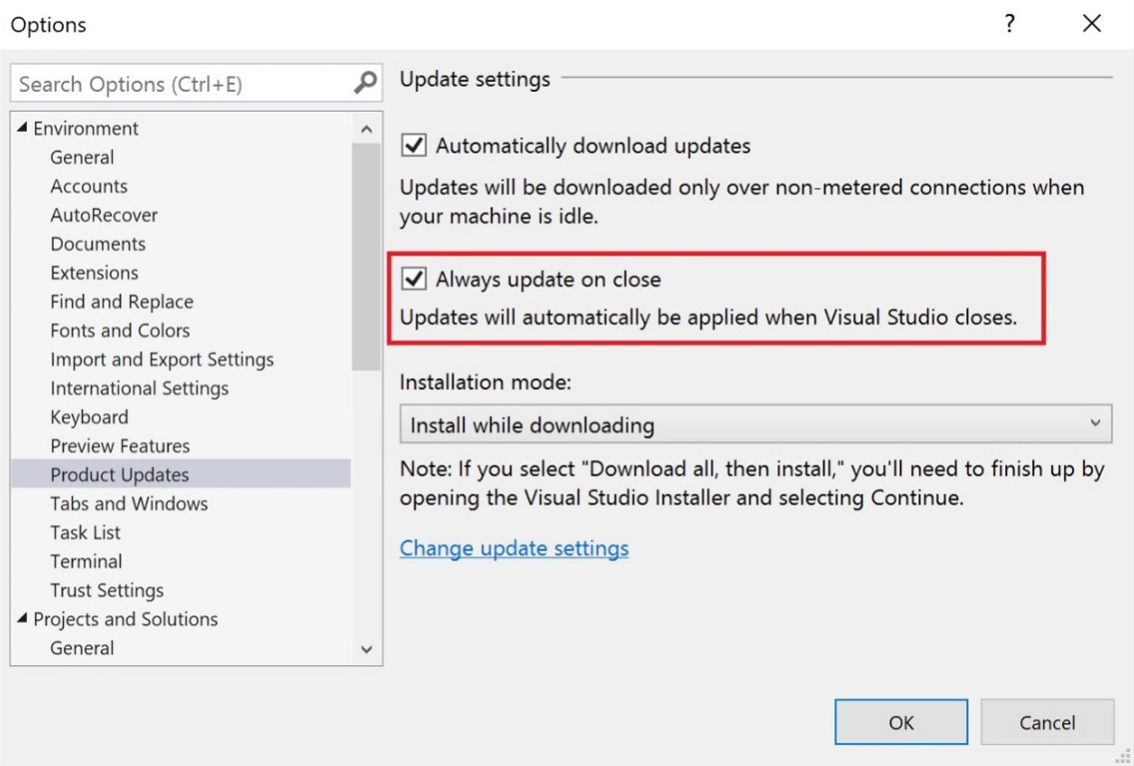 Options
?
Search Options (Ctrl+E)
Environment
General
Accounts
AutoRecover
Documents
Extensions
Find and Replace
Fonts and Colors
Import and Export Settings
International Settings
Keyboard
Preview Features
Product Updates
Tabs and Windows
Task List
Terminal
Trust Settings
Projects and Solutions
General
Update settings
Automatically download updates
Updates will be downloaded only over non-metered connections when
your machine is idle.
Always update on close
Updates will automatically be applied when Visual Studio closes.
Installation mode:
Install while downloading
Note: If you select "Download all, then install," you'll need to finish up by
opening the Visual Studio Installer and selecting Continue.
Change update settings
OK
Cancel